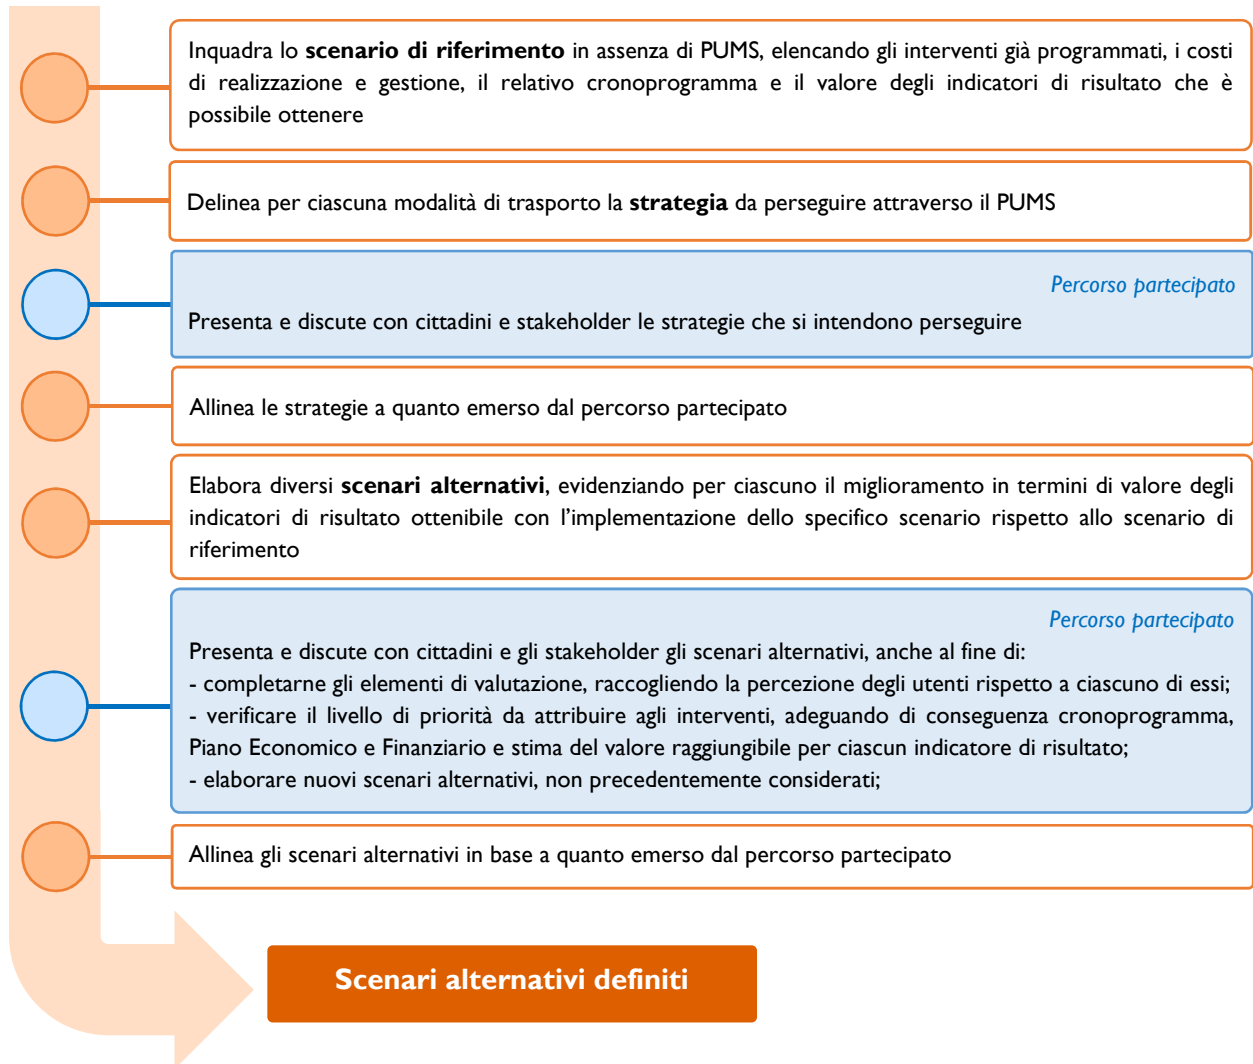 Inquadra lo scenario di riferimento in assenza di PUMS, elencando gli interventi già programmati, i costi
di realizzazione e gestione, il relativo cronoprogramma e il valore degli indicatori di risultato che è
possibile ottenere
Delinea per ciascuna modalità di trasporto la strategia da perseguire attraverso il PUMS
Percorso partecipato
Presenta e discute con cittadini e stakeholder le strategie che si intendono perseguire
Allinea le strategie a quanto emerso dal percorso partecipato
Elabora diversi scenari alternativi, evidenziando per ciascuno il miglioramento in termini di valore degli
indicatori di risultato ottenibile con l’implementazione dello specifico scenario rispetto allo scenario di
riferimento
Percorso partecipato
Presenta e discute con cittadini e gli stakeholder gli scenari alternativi, anche al fine di:
- completarne gli elementi di valutazione, raccogliendo la percezione degli utenti rispetto a ciascuno di essi;
- verificare il livello di priorità da attribuire agli interventi, adeguando di conseguenza cronoprogramma,
Piano Economico e Finanziario e stima del valore raggiungibile per ciascun indicatore di risultato;
- elaborare nuovi scenari alternativi, non precedentemente considerati;
Allinea gli scenari alternativi in base a quanto emerso dal percorso partecipato
Scenari alternativi definiti